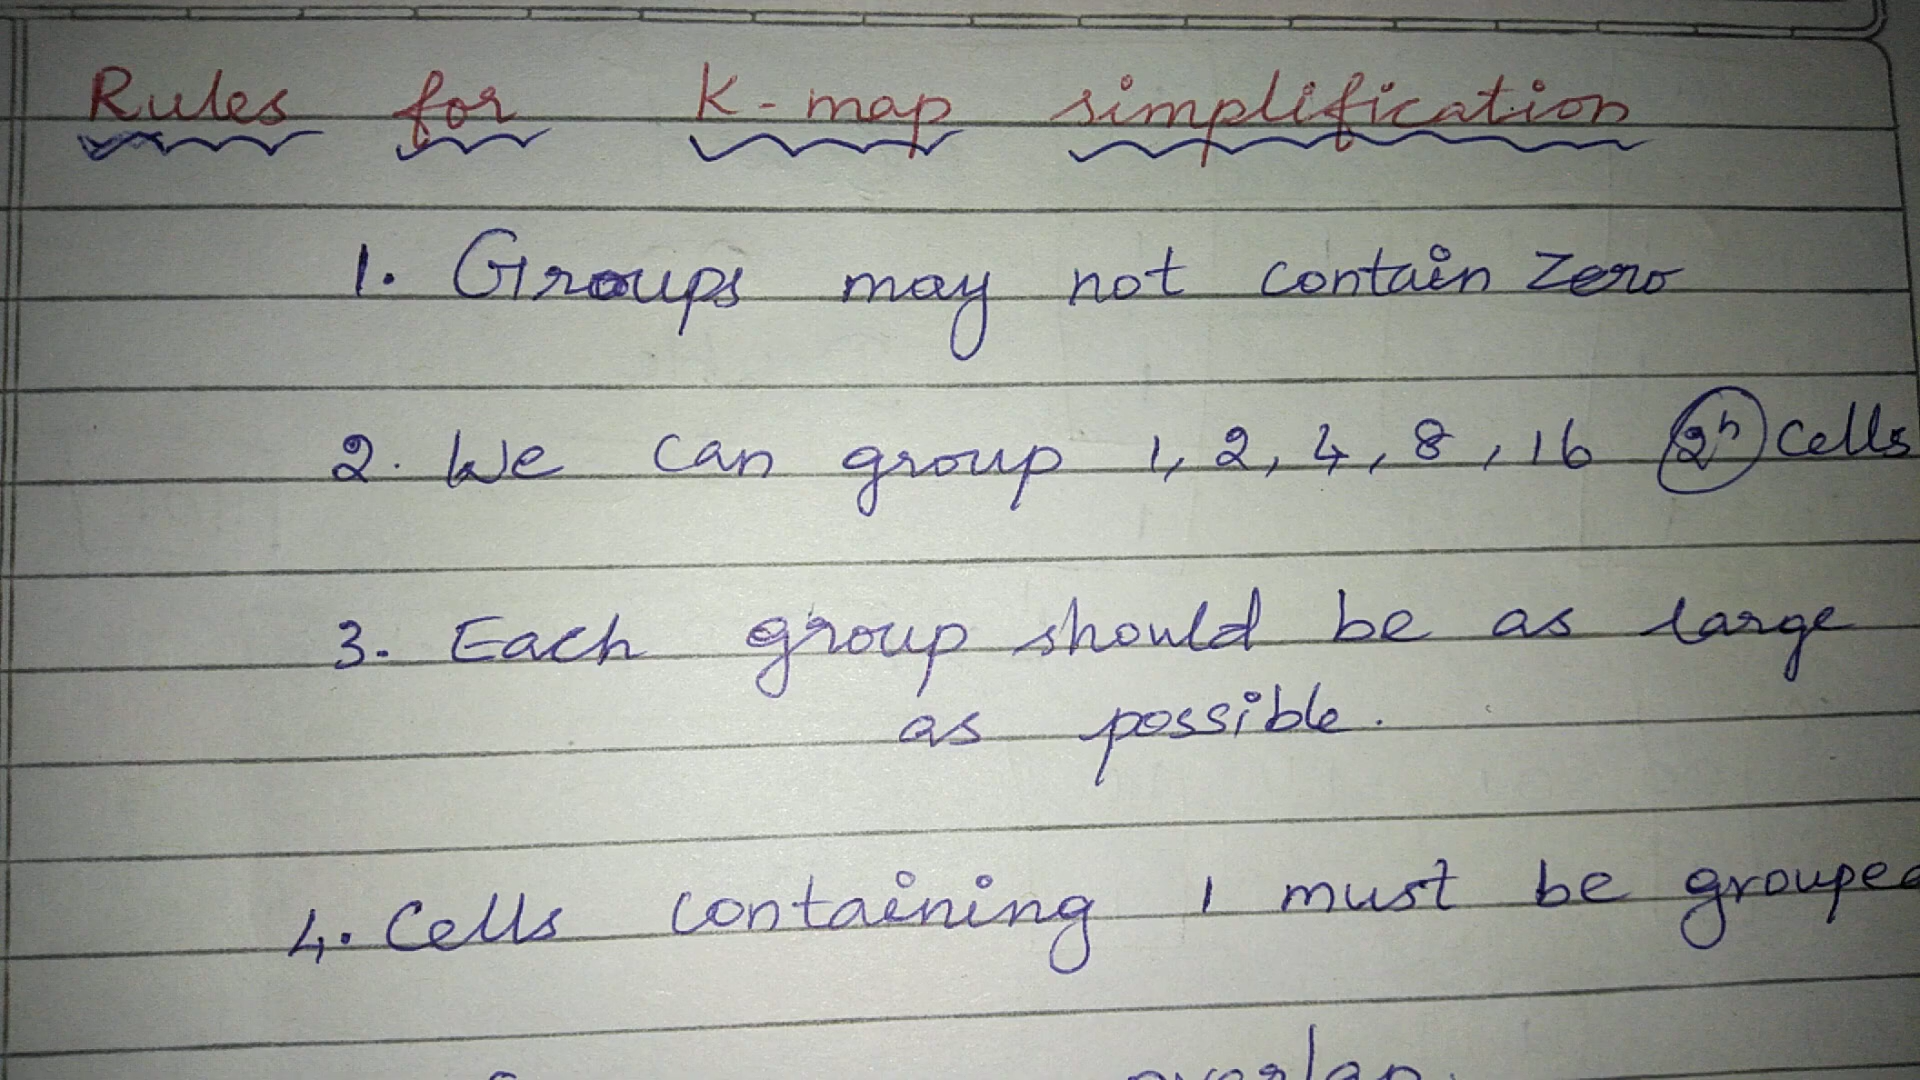 Rules for K-map simplification
1. Groups may not contain zero
2. We can group 1, 2, 4, 8, 16 2ⁿ cells
3. Each group should be as large
as possible.
4. Cells containing 1 must be grouped
overlap.